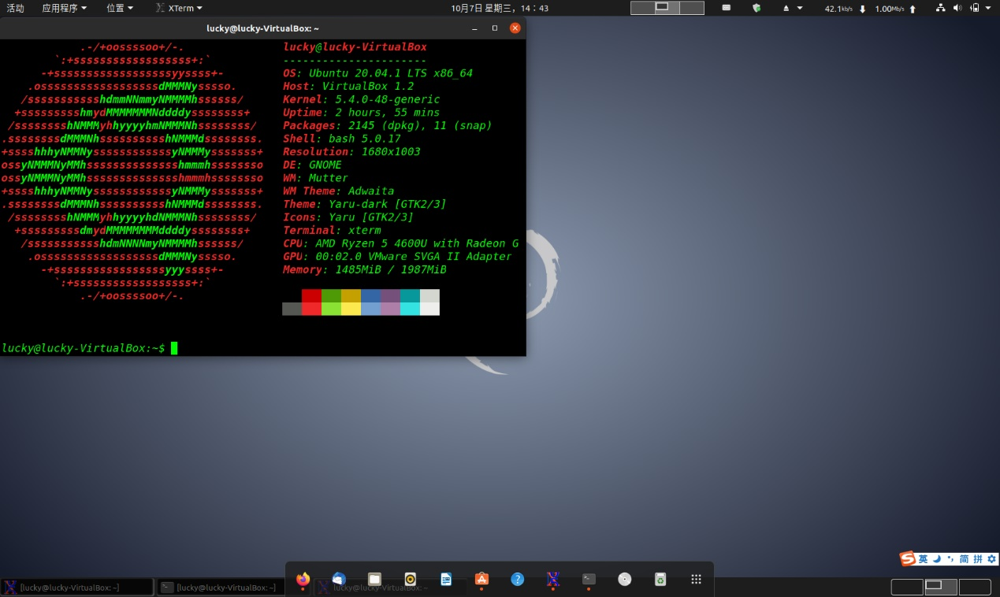 活动 应用程序 位置 XTerm 10月7日 星期三，14：43 42.1kb/s 1.00Mb/s
lucky@lucky-VirtualBox: ~
.-/+oossssoo+/-.
`:+ssssssssssssssssss+:`
-+ssssssssssssssssssyyssss+-
.ossssssssssssssssssdMMMNysssso.
/ssssssssssshdmmNNmmyNMMMMhssssss/
+ssssssssshmydMMMMMMMNddddyssssssss+
/sssssssshNMMMyhhyyyyhmNMMMNhssssssss/
.ssssssssdMMMNhsssssssssshNMMMdssssssss.
+sssshhhyNMMNyssssssssssssyNMMMysssssss+
ossyNMMMNyMMhsssssssssssssshmmmhssssssso
ossyNMMMNyMMhsssssssssssssshmmmhssssssso
+sssshhhyNMMNyssssssssssssyNMMMysssssss+
.ssssssssdMMMNhsssssssssshNMMMdssssssss.
/sssssssshNMMMyhhyyyyhdNMMMNhssssssss/
+sssssssssdmydMMMMMMMMddddyssssssss+
/ssssssssssshdmNNNNmyNMMMMhssssss/
.ossssssssssssssssssdMMMNysssso.
-+sssssssssssssssssyyyssss+-
`:+ssssssssssssssssss+:`
.-/+oossssoo+/-.
lucky@lucky-VirtualBox
----------------------
OS: Ubuntu 20.04.1 LTS x86_64
Host: VirtualBox 1.2
Kernel: 5.4.0-48-generic
Uptime: 2 hours, 55 mins
Packages: 2145 (dpkg), 11 (snap)
Shell: bash 5.0.17
Resolution: 1680x1003
DE: GNOME
WM: Mutter
WM Theme: Adwaita
Theme: Yaru-dark [GTK2/3]
Icons: Yaru [GTK2/3]
Terminal: xterm
CPU: AMD Ryzen 5 4600U with Radeon G
GPU: 00:02.0 VMware SVGA II Adapter
Memory: 1485MiB / 1987MiB
lucky@lucky-VirtualBox:~$
英 简 拼
[lucky@lucky-VirtualBox: ~] [lucky@lucky-VirtualBox: ~] lucky@lucky-VirtualBox: ~